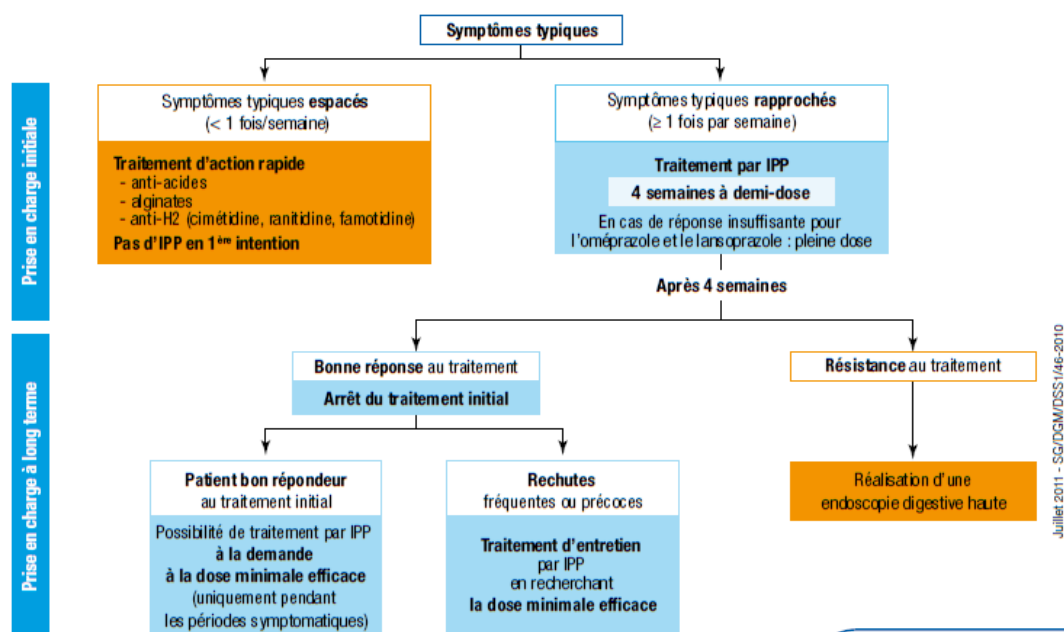 Symptômes typiques
Prise en charge initiale
Symptômes typiques espacés
(< 1 fois/semaine)
Traitement d'action rapide
- anti-acides
- alginates
- anti-H2 (cimétidine, ranitidine, famotidine)
Pas d'IPP en 1ère intention
Symptômes typiques rapprochés
(≥ 1 fois par semaine)
Traitement par IPP
4 semaines à demi-dose
En cas de réponse insuffisante pour
l'oméprazole et le lansoprazole : pleine dose
Après 4 semaines
Prise en charge à long terme
Bonne réponse au traitement
Arrêt du traitement initial
Résistance au traitement
Patient bon répondeur
au traitement initial
Possibilité de traitement par IPP
à la demande
à la dose minimale efficace
(uniquement pendant
les périodes symptomatiques)
Rechutes
fréquentes ou précoces
Traitement d'entretien
par IPP
en recherchant
la dose minimale efficace
Réalisation d'une
endoscopie digestive haute
Juillet 2011 - SG/DGM/DSS1/46-2010